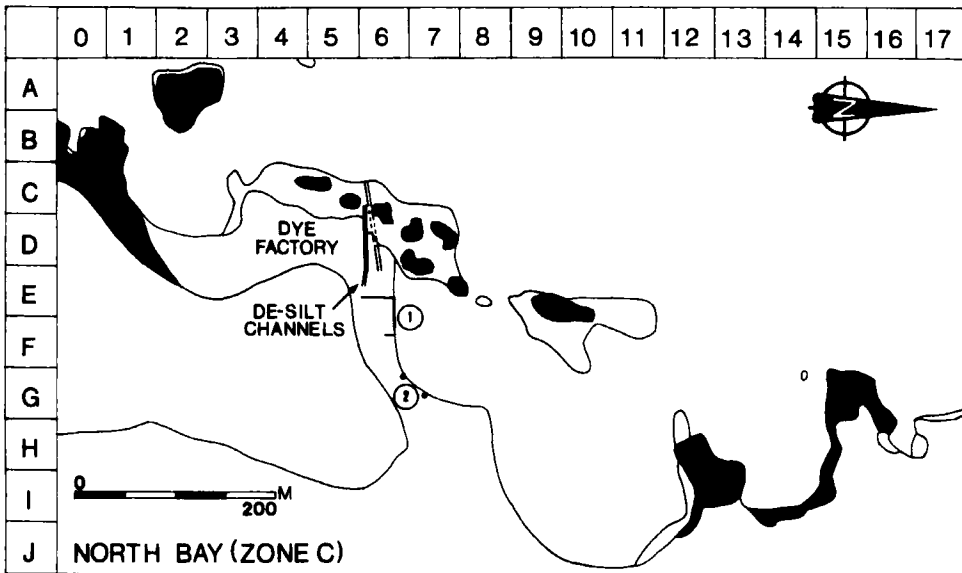 0 1 2 3 4 5 6 7 8 9 10 11 12 13 14 15 16 17
A
N
B
C
D
DYE
FACTORY
E
DE-SILT
CHANNELS
1
F
G
2
H
I
0 M
200
J
NORTH BAY (ZONE C)